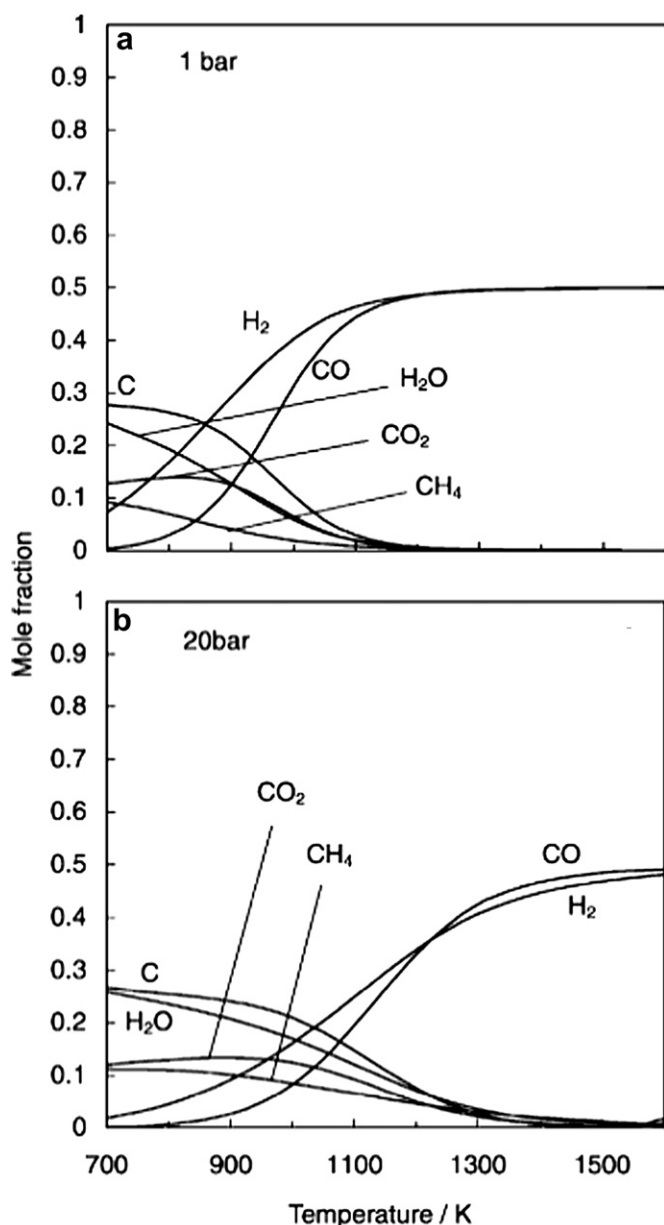 a
1 bar
1
0.9
0.8
0.7
0.6
0.5
0.4
0.3
0.2
0.1
0
H₂
CO
C
H₂O
CO₂
CH₄
Mole fraction
b
20bar
1
0.9
0.8
0.7
0.6
0.5
0.4
0.3
0.2
0.1
0
CO₂
CH₄
CO
H₂
C
H₂O
700 900 1100 1300 1500
Temperature / K